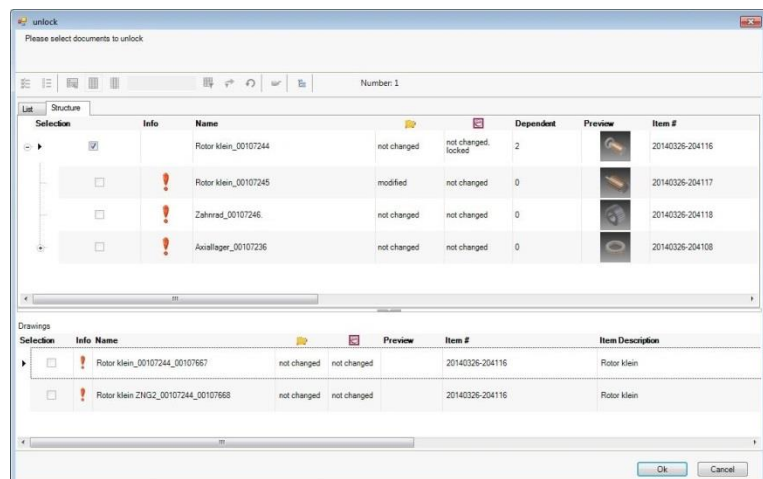 unlock
Please select documents to unlock
Number: 1
List Structure
Selection Info Name Dependent Preview Item #
Rotor klein_00107244 not changed not changed, locked 2 20140326-204116
Rotor klein_00107245 modified not changed 0 20140326-204117
Zahnrad_00107246. not changed not changed 0 20140326-204118
Axiallager_00107236 not changed not changed 0 20140326-204108
Drawings
Selection Info Name Preview Item # Item Description
Rotor klein_00107244_00107667 not changed not changed 20140326-204116 Rotor klein
Rotor klein ZNG2_00107244_00107668 not changed not changed 20140326-204116 Rotor klein
Ok Cancel